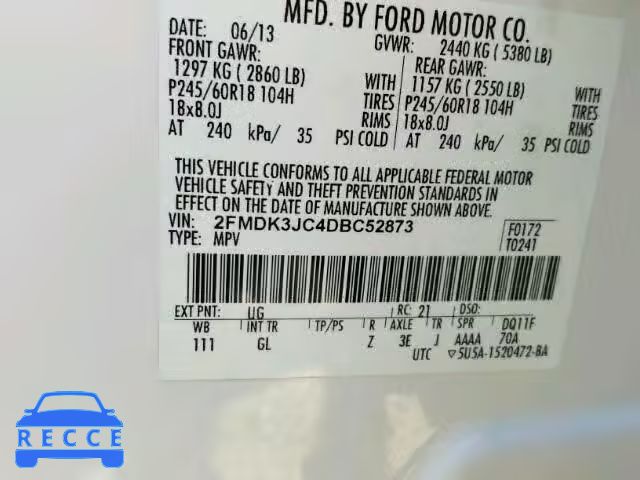 MFD. BY FORD MOTOR CO.
DATE: 06/13 GVWR: 2440 KG ( 5380 LB)
FRONT GAWR: REAR GAWR:
1297 KG ( 2860 LB) WITH 1157 KG ( 2550 LB) WITH
P245/60R18 104H TIRES P245/60R18 104H TIRES
18x8.0J RIMS 18x8.0J RIMS
AT 240 kPa/ 35 PSI COLD AT 240 kPa/ 35 PSI COLD
THIS VEHICLE CONFORMS TO ALL APPLICABLE FEDERAL MOTOR
VEHICLE SAFETY AND THEFT PREVENTION STANDARDS IN
EFFECT ON THE DATE OF MANUFACTURE SHOWN ABOVE.
VIN: 2FMDK3JC4DBC52873 F0172
TYPE: MPV T0241
EXT PNT: UG RC: 21 DSO:
WB INT TR TP/PS R AXLE TR SPR DQ11F
111 GL Z 3E J AAAA 70A
UTC 5U5A-1520472-BA
RECCE